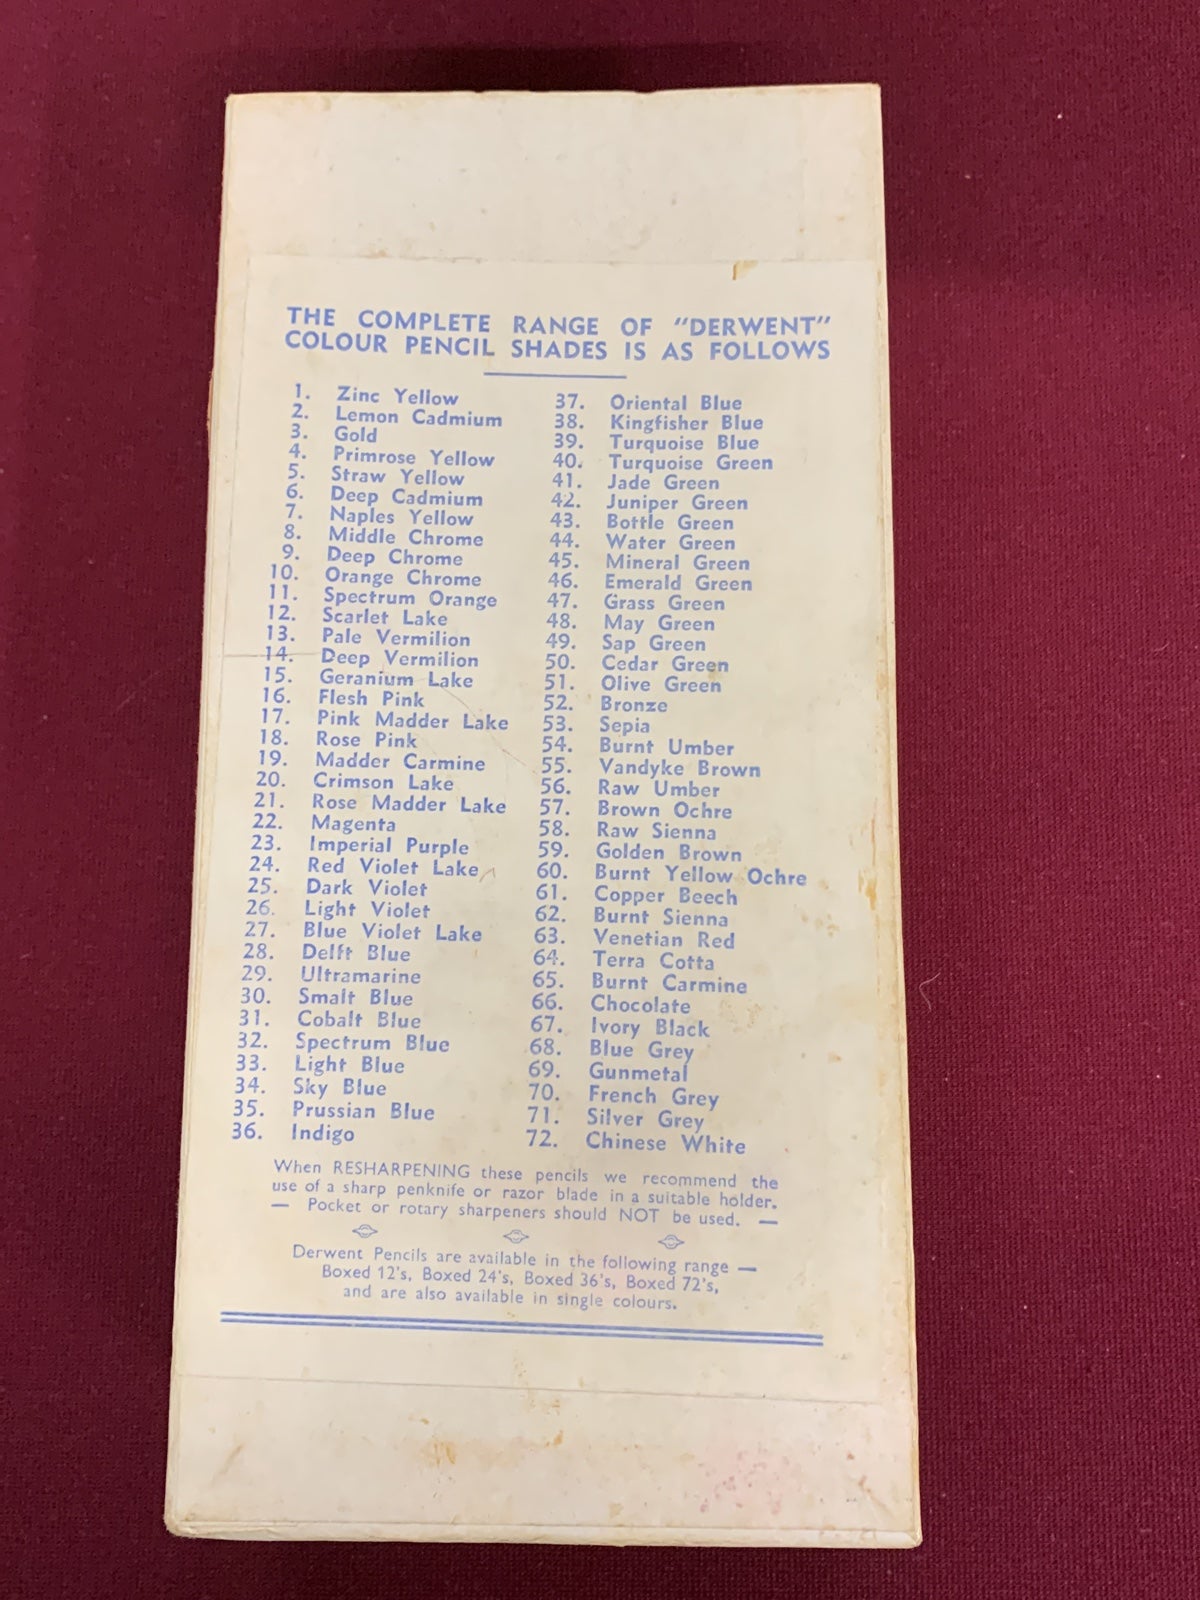 THE COMPLETE RANGE OF "DERWENT"
COLOUR PENCIL SHADES IS AS FOLLOWS
1. Zinc Yellow
2. Lemon Cadmium
3. Gold
4. Primrose Yellow
5. Straw Yellow
6. Deep Cadmium
7. Naples Yellow
8. Middle Chrome
9. Deep Chrome
10. Orange Chrome
11. Spectrum Orange
12. Scarlet Lake
13. Pale Vermilion
14. Deep Vermilion
15. Geranium Lake
16. Flesh Pink
17. Pink Madder Lake
18. Rose Pink
19. Madder Carmine
20. Crimson Lake
21. Rose Madder Lake
22. Magenta
23. Imperial Purple
24. Red Violet Lake
25. Dark Violet
26. Light Violet
27. Blue Violet Lake
28. Delft Blue
29. Ultramarine
30. Smalt Blue
31. Cobalt Blue
32. Spectrum Blue
33. Light Blue
34. Sky Blue
35. Prussian Blue
36. Indigo
37. Oriental Blue
38. Kingfisher Blue
39. Turquoise Blue
40. Turquoise Green
41. Jade Green
42. Juniper Green
43. Bottle Green
44. Water Green
45. Mineral Green
46. Emerald Green
47. Grass Green
48. May Green
49. Sap Green
50. Cedar Green
51. Olive Green
52. Bronze
53. Sepia
54. Burnt Umber
55. Vandyke Brown
56. Raw Umber
57. Brown Ochre
58. Raw Sienna
59. Golden Brown
60. Burnt Yellow Ochre
61. Copper Beech
62. Burnt Sienna
63. Venetian Red
64. Terra Cotta
65. Burnt Carmine
66. Chocolate
67. Ivory Black
68. Blue Grey
69. Gunmetal
70. French Grey
71. Silver Grey
72. Chinese White
When RESHARPENING these pencils we recommend the
use of a sharp penknife or razor blade in a suitable holder.
— Pocket or rotary sharpeners should NOT be used. —
Derwent Pencils are available in the following range —
Boxed 12's, Boxed 24's, Boxed 36's, Boxed 72's,
and are also available in single colours.